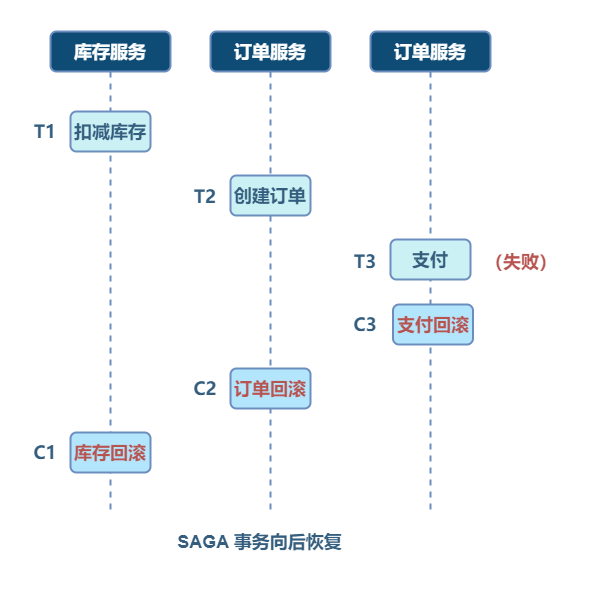 库存服务 订单服务 订单服务
T1 扣减库存
T2 创建订单
T3 支付 （失败）
C3 支付回滚
C2 订单回滚
C1 库存回滚
SAGA 事务向后恢复